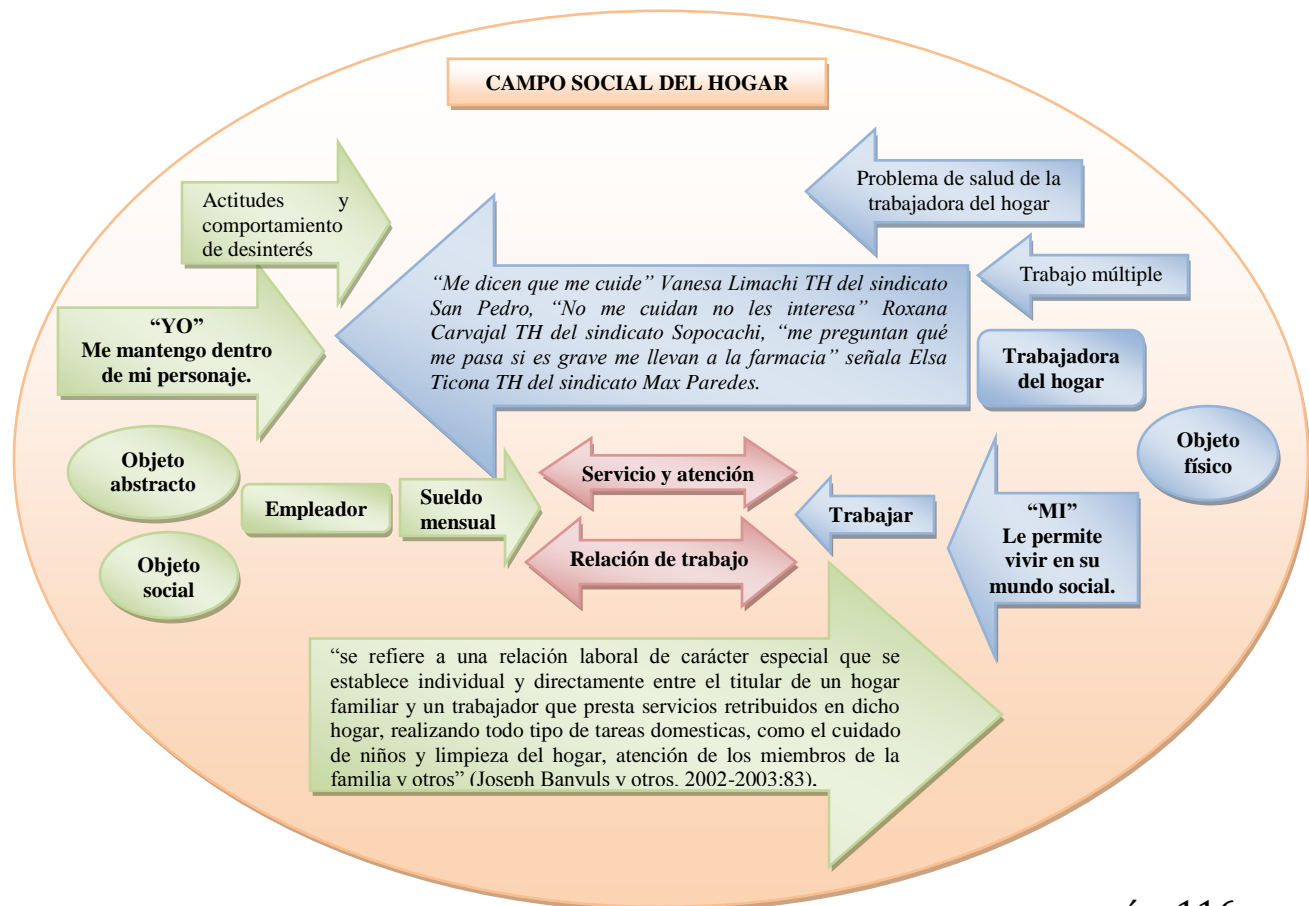 CAMPO SOCIAL DEL HOGAR
Actitudes y
comportamiento
de desinterés
Problema de salud de la
trabajadora del hogar
Trabajo múltiple
“YO”
Me mantengo dentro
de mi personaje.
“Me dicen que me cuide” Vanesa Limachi TH del sindicato
San Pedro, “No me cuidan no les interesa” Roxana
Carvajal TH del sindicato Sopocachi, “me preguntan qué
me pasa si es grave me llevan a la farmacia” señala Elsa
Ticona TH del sindicato Max Paredes.
Trabajadora
del hogar
Objeto
abstracto
Empleador
Sueldo
mensual
Servicio y atención
Trabajar
“MI”
Le permite
vivir en su
mundo social.
Objeto
físico
Objeto
social
Relación de trabajo
“se refiere a una relación laboral de carácter especial que se
establece individual y directamente entre el titular de un hogar
familiar y un trabajador que presta servicios retribuidos en dicho
hogar, realizando todo tipo de tareas domesticas, como el cuidado
de niños y limpieza del hogar, atención de los miembros de la
familia y otros” (Joseph Banyuls y otros, 2002-2003:83).
116